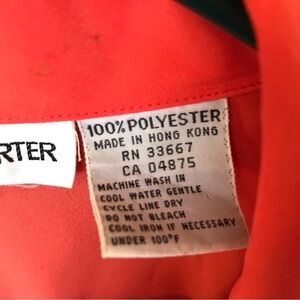 RTER
100% POLYESTER
MADE IN HONG KONG
RN 33667
CA 04875
MACHINE WASH IN
COOL WATER GENTLE
CYCLE LINE DRY
DO NOT BLEACH
COOL IRON IF NECESSARY
UNDER 100°F